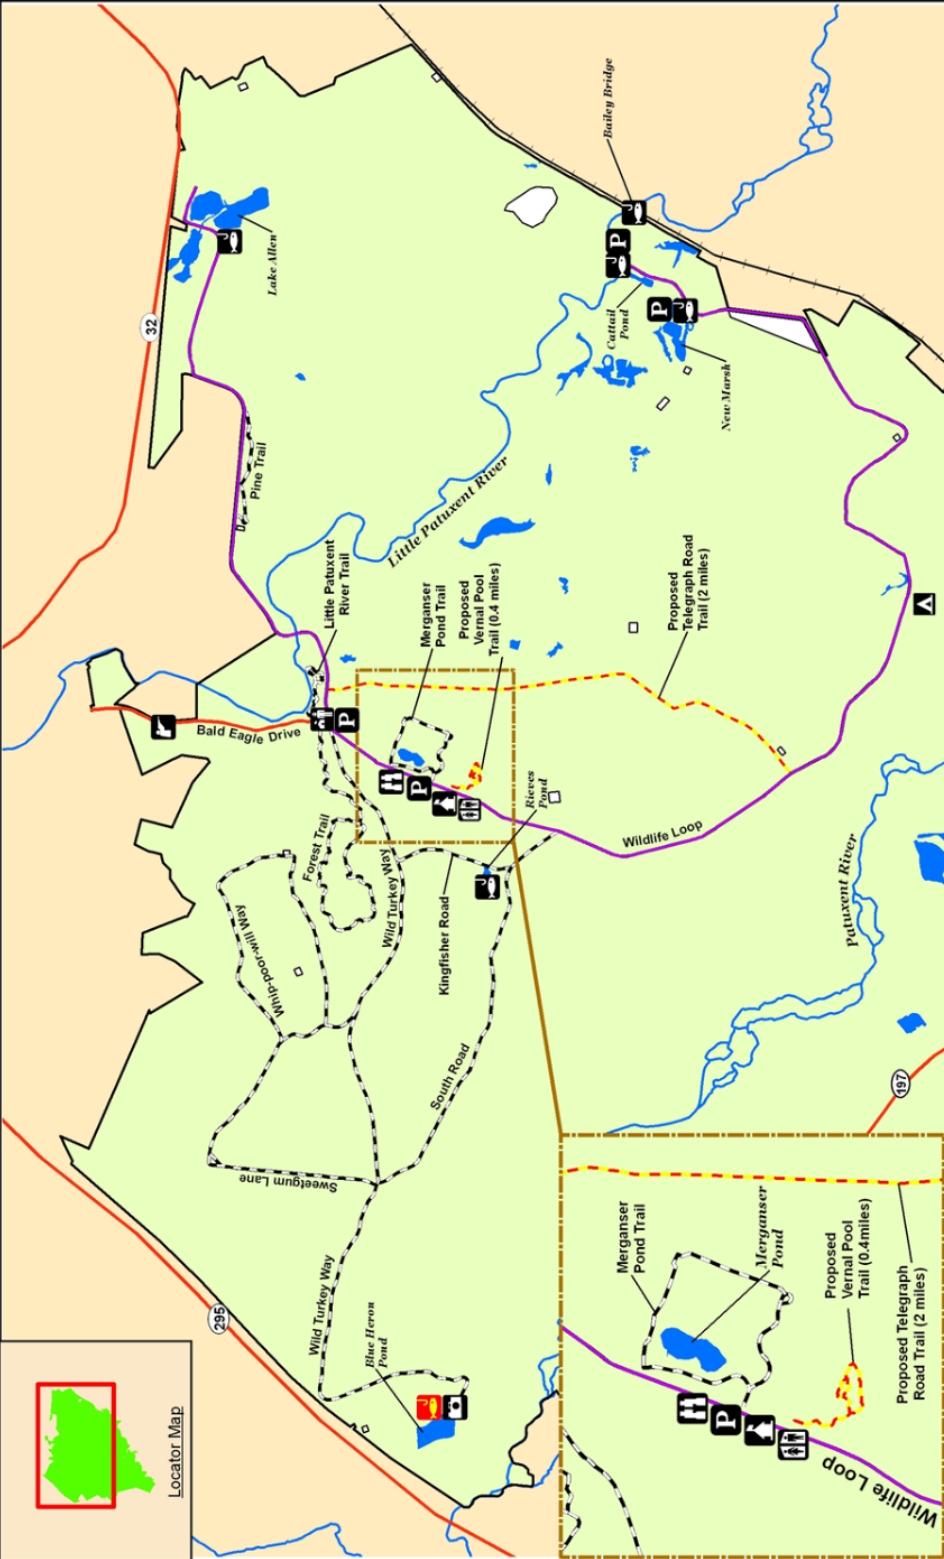 Bailey Bridge
Lake Allen
32
Cattail
Pond
P
P
New Marsh
Pine Trail
Little Patuxent River
Little Patuxent
River Trail
Merganser
Pond Trail
Proposed
Vernal Pool
Trail (0.4 miles)
Proposed
Telegraph Road
Trail (2 miles)
Bald Eagle Drive
P
P
Rieves
Pond
Wildlife Loop
Forest Trail
Wild Turkey Way
Kingfisher Road
Whip-poor-will Way
Patuxent River
South Road
197
Sweetgum Lane
Wild Turkey Way
295
Blue Heron
Pond
Locator Map
Merganser
Pond Trail
Merganser
Pond
Proposed
Vernal Pool
Trail (0.4miles)
Proposed Telegraph
Road Trail (2 miles)
P
Wildlife Loop